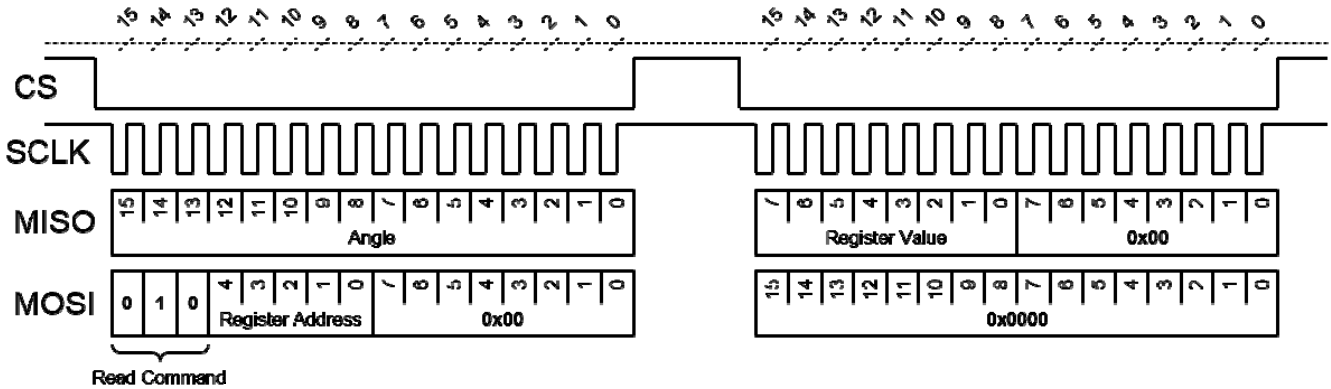 15 14 13 12 11 10 9 8 7 6 5 4 3 2 1 0 15 14 13 12 11 10 9 8 7 6 5 4 3 2 1 0
CS
SCLK
MISO 15 14 13 12 11 10 9 8 7 6 5 4 3 2 1 0 7 6 5 4 3 2 1 0 7 6 5 4 3 2 1 0
Angle Register Value 0x00
MOSI 0 1 0 4 3 2 1 0 7 6 5 4 3 2 1 0 15 14 13 12 11 10 9 8 7 6 5 4 3 2 1 0
Register Address 0x00 0x0000
Read Command